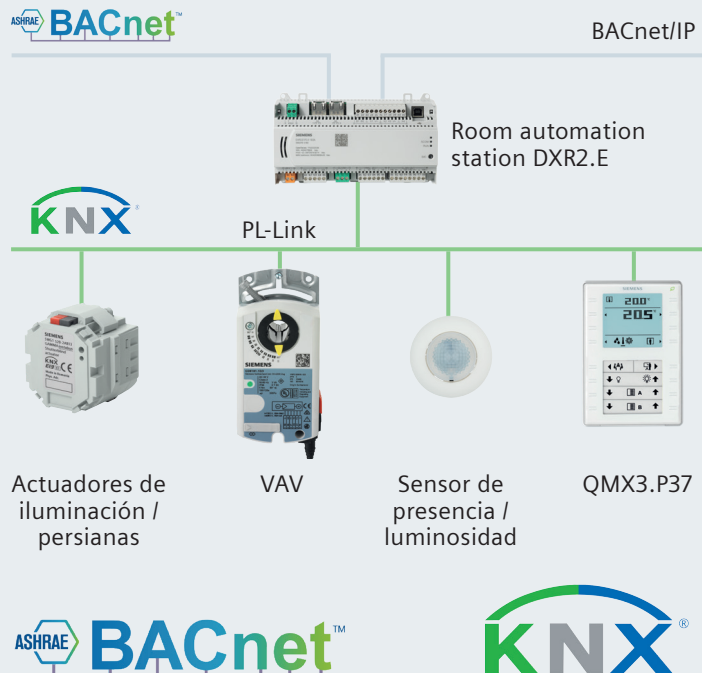 ASHRAE BACnet™
BACnet/IP
SIEMENS
Room automation
station DXR2.E
KNX®
PL-Link
SIEMENS
KNX
SIEMENS
SIEMENS
20.0°
20.5°
A
B
Actuadores de
iluminación /
persianas
VAV
Sensor de
presencia /
luminosidad
QMX3.P37
ASHRAE BACnet™
KNX®